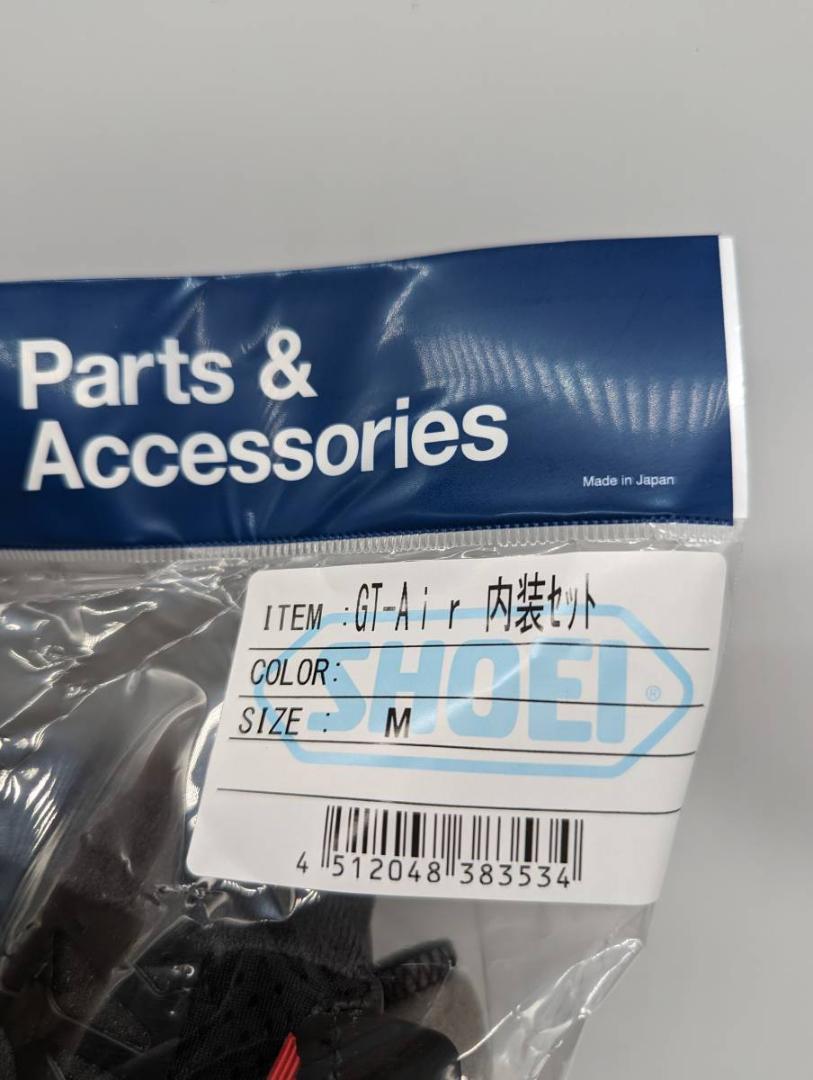 Parts &
Accessories
Made in Japan
ITEM :GT-Air 内装ｾｯﾄ
COLOR:
SHOEI®
SIZE : M
4 512048 383534